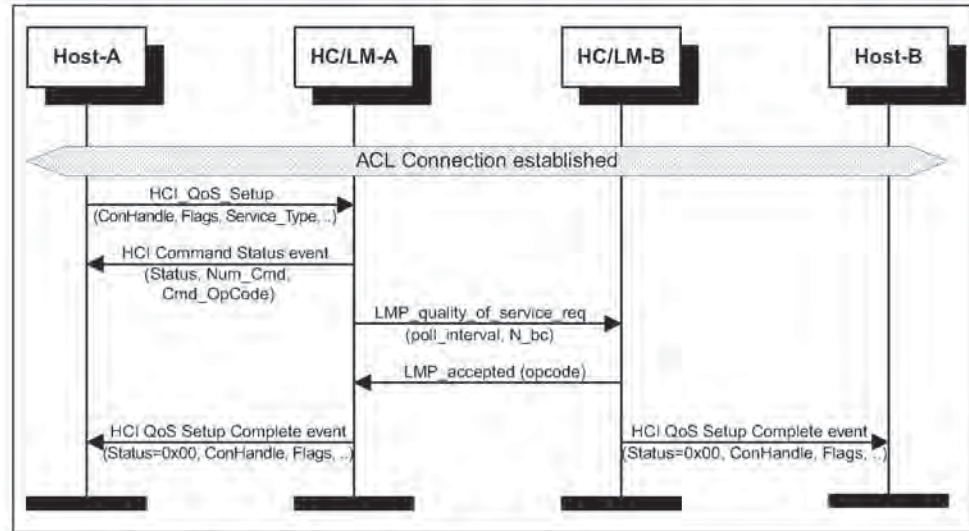 Host-A
HC/LM-A
HC/LM-B
Host-B
ACL Connection established
HCI_QoS_Setup
(ConHandle, Flags, Service_Type, ..)
HCI Command Status event
(Status, Num_Cmd,
Cmd_OpCode)
LMP_quality_of_service_req
(poll_interval, N_bc)
LMP_accepted (opcode)
HCI QoS Setup Complete event
(Status=0x00, ConHandle, Flags, ..)
HCI QoS Setup Complete event
(Status=0x00, ConHandle, Flags, ..)